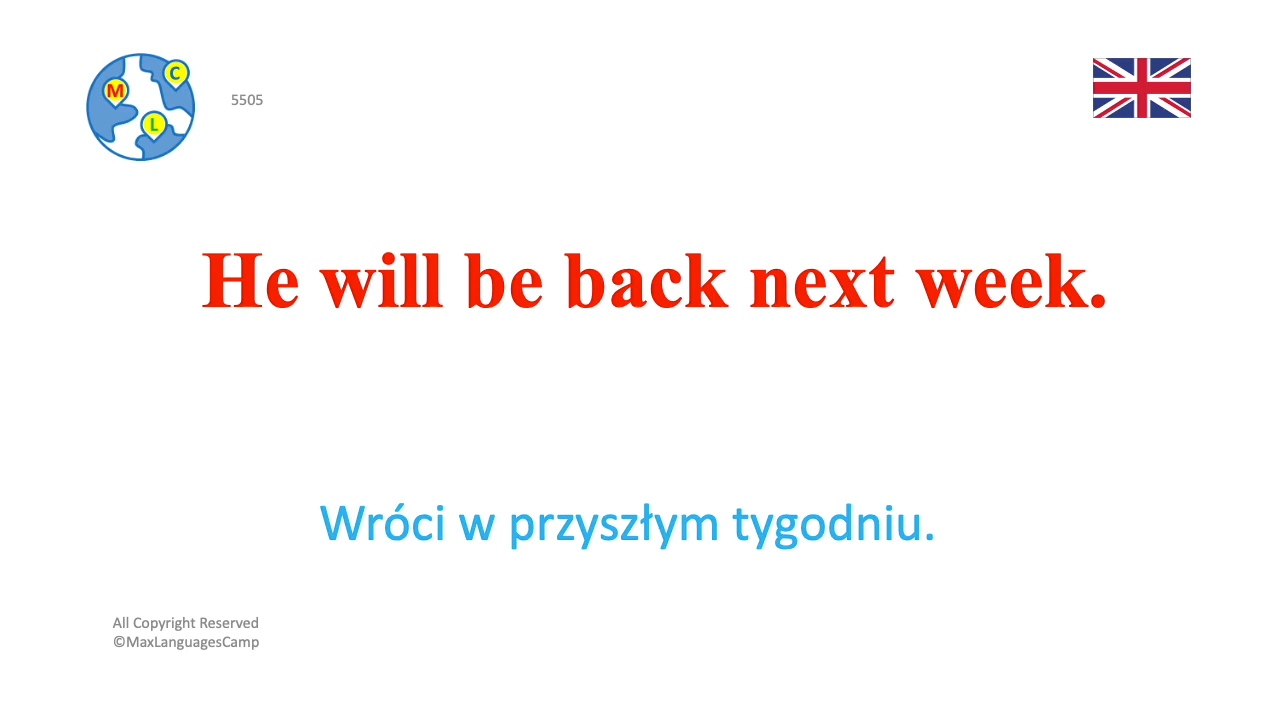 M
C
L
5505
He will be back next week.
Wróci w przyszłym tygodniu.
All Copyright Reserved
©MaxLanguagesCamp